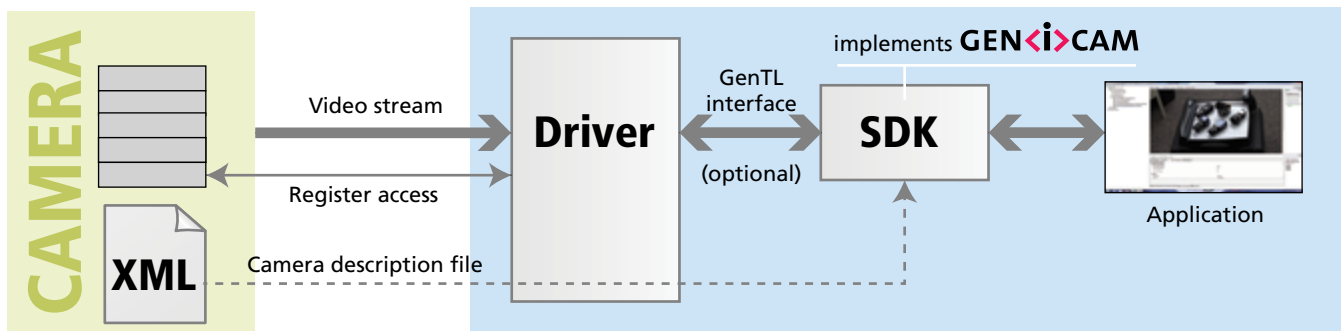 CAMERA
Video stream
Register access
XML
Camera description file
Driver
GenTL
interface
(optional)
implements GEN<i>CAM
SDK
Application